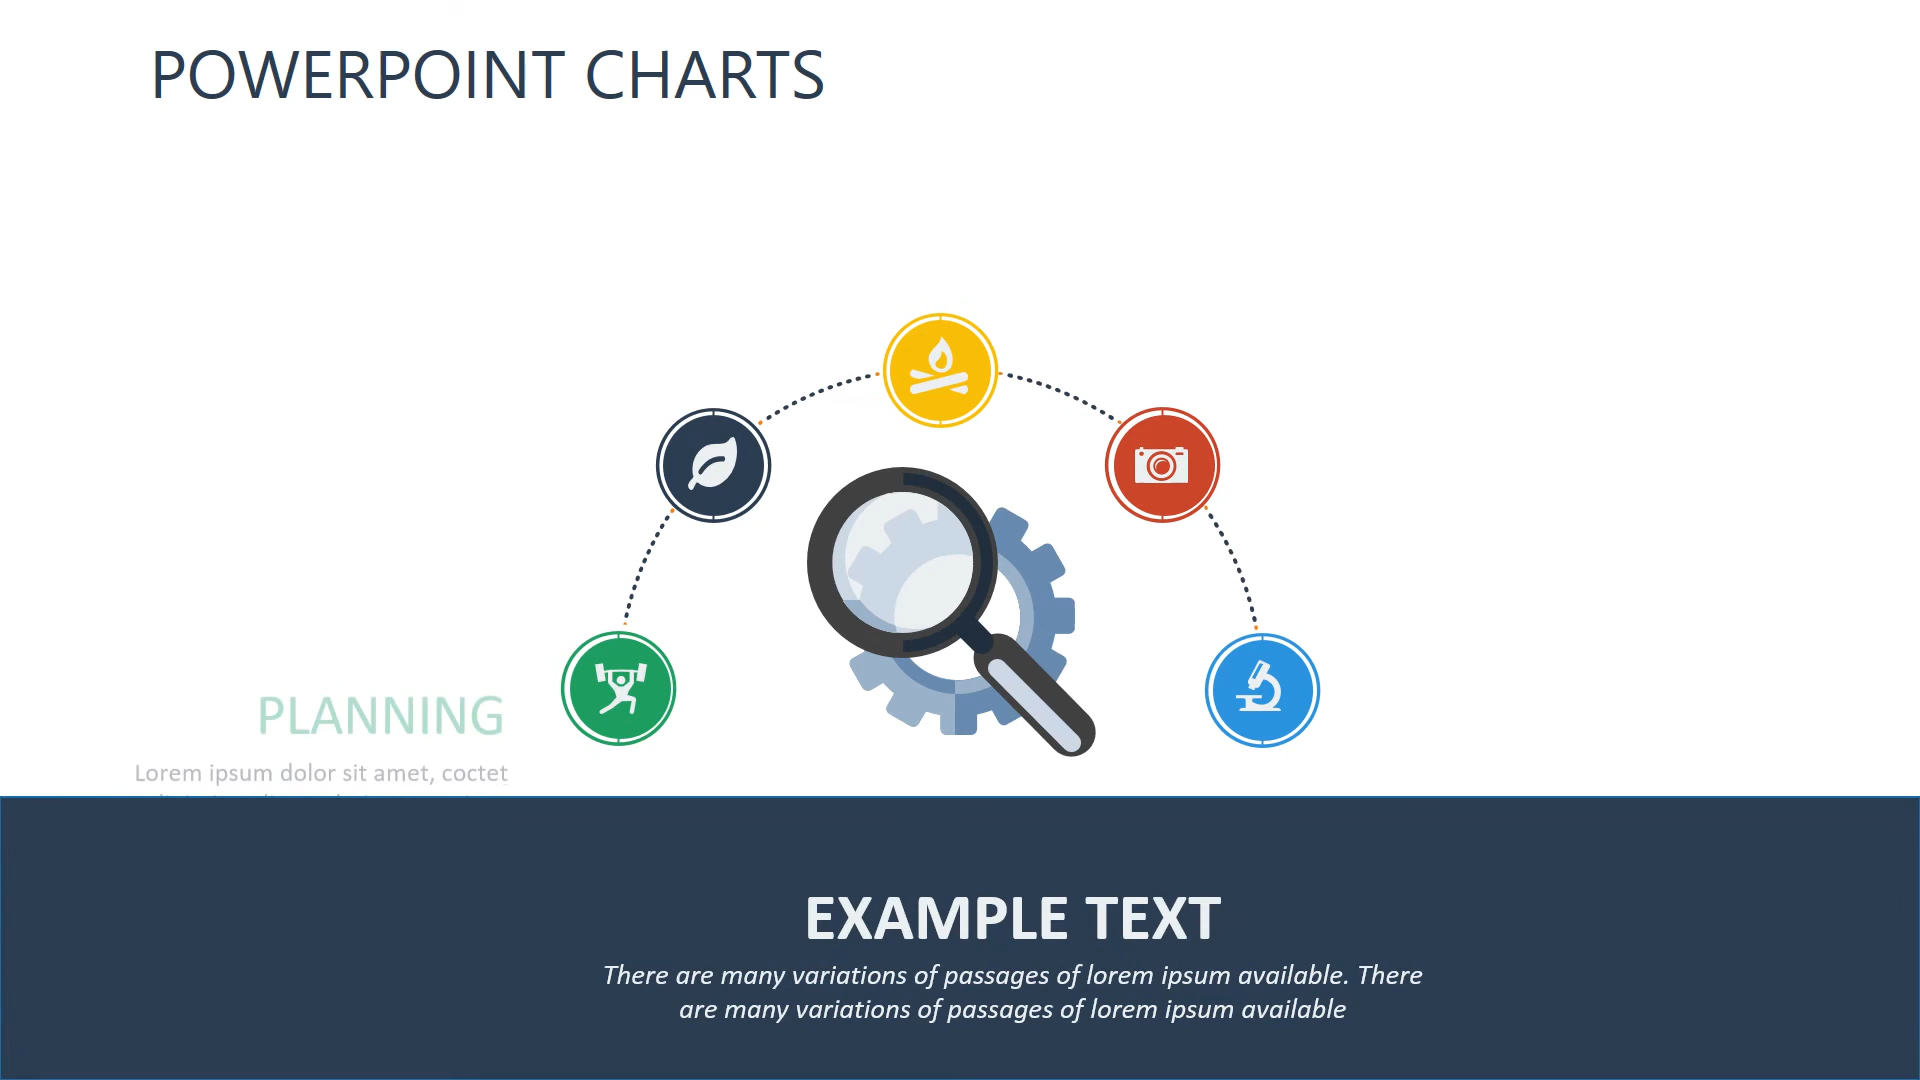 POWERPOINT CHARTS
PLANNING
Lorem ipsum dolor sit amet, coctet
EXAMPLE TEXT
There are many variations of passages of lorem ipsum available. There
are many variations of passages of lorem ipsum available